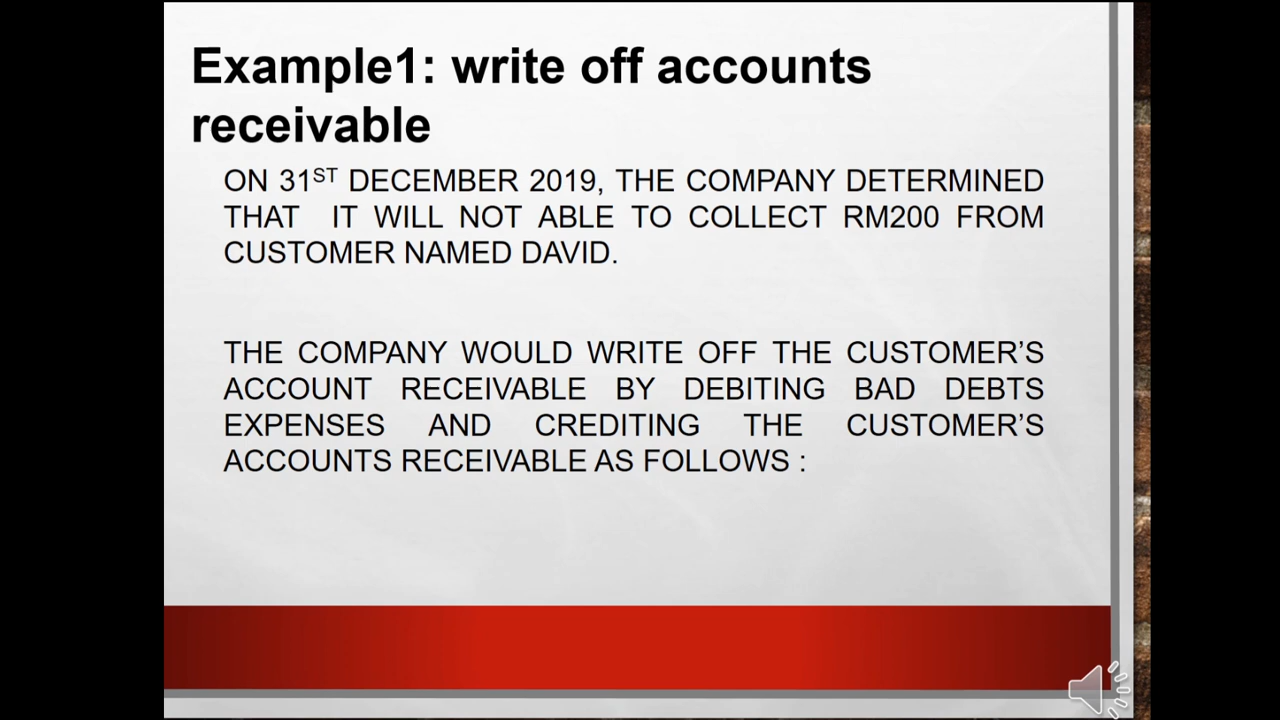 Example1: write off accounts
receivable
ON 31ST DECEMBER 2019, THE COMPANY DETERMINED
THAT IT WILL NOT ABLE TO COLLECT RM200 FROM
CUSTOMER NAMED DAVID.
THE COMPANY WOULD WRITE OFF THE CUSTOMER’S
ACCOUNT RECEIVABLE BY DEBITING BAD DEBTS
EXPENSES AND CREDITING THE CUSTOMER’S
ACCOUNTS RECEIVABLE AS FOLLOWS :